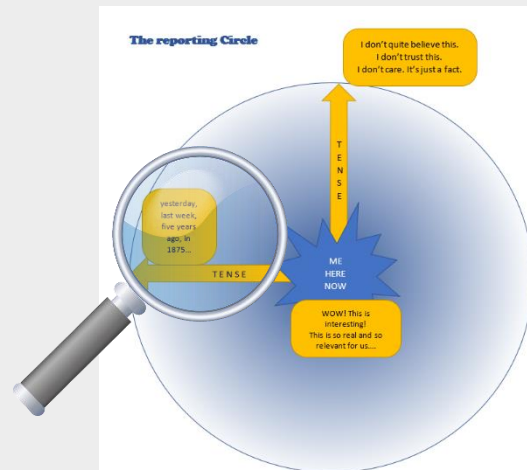 The reporting Circle
I don't quite believe this.
I don't trust this.
I don't care. It's just a fact.
T
E
N
S
E
yesterday,
last week,
five years
ago, in
1875...
TENSE
ME
HERE
NOW
WOW! This is
interesting!
This is so real and so
relevant for us....